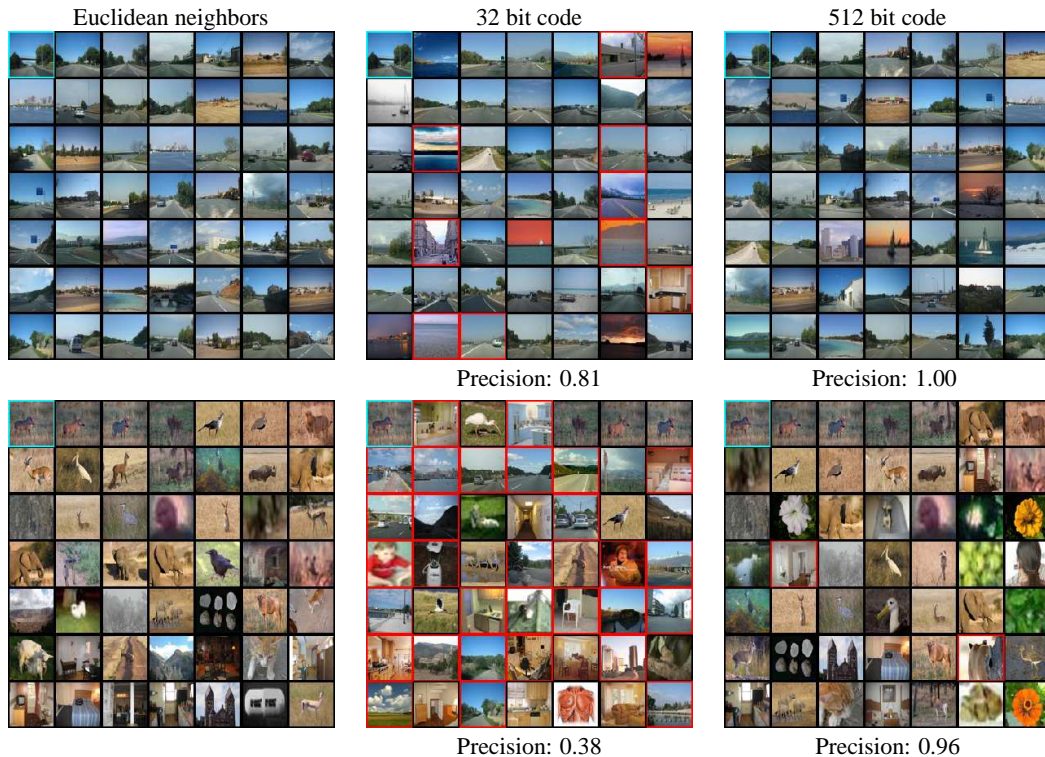 Euclidean neighbors
32 bit code
512 bit code
Precision: 0.81
Precision: 1.00
Precision: 0.38
Precision: 0.96